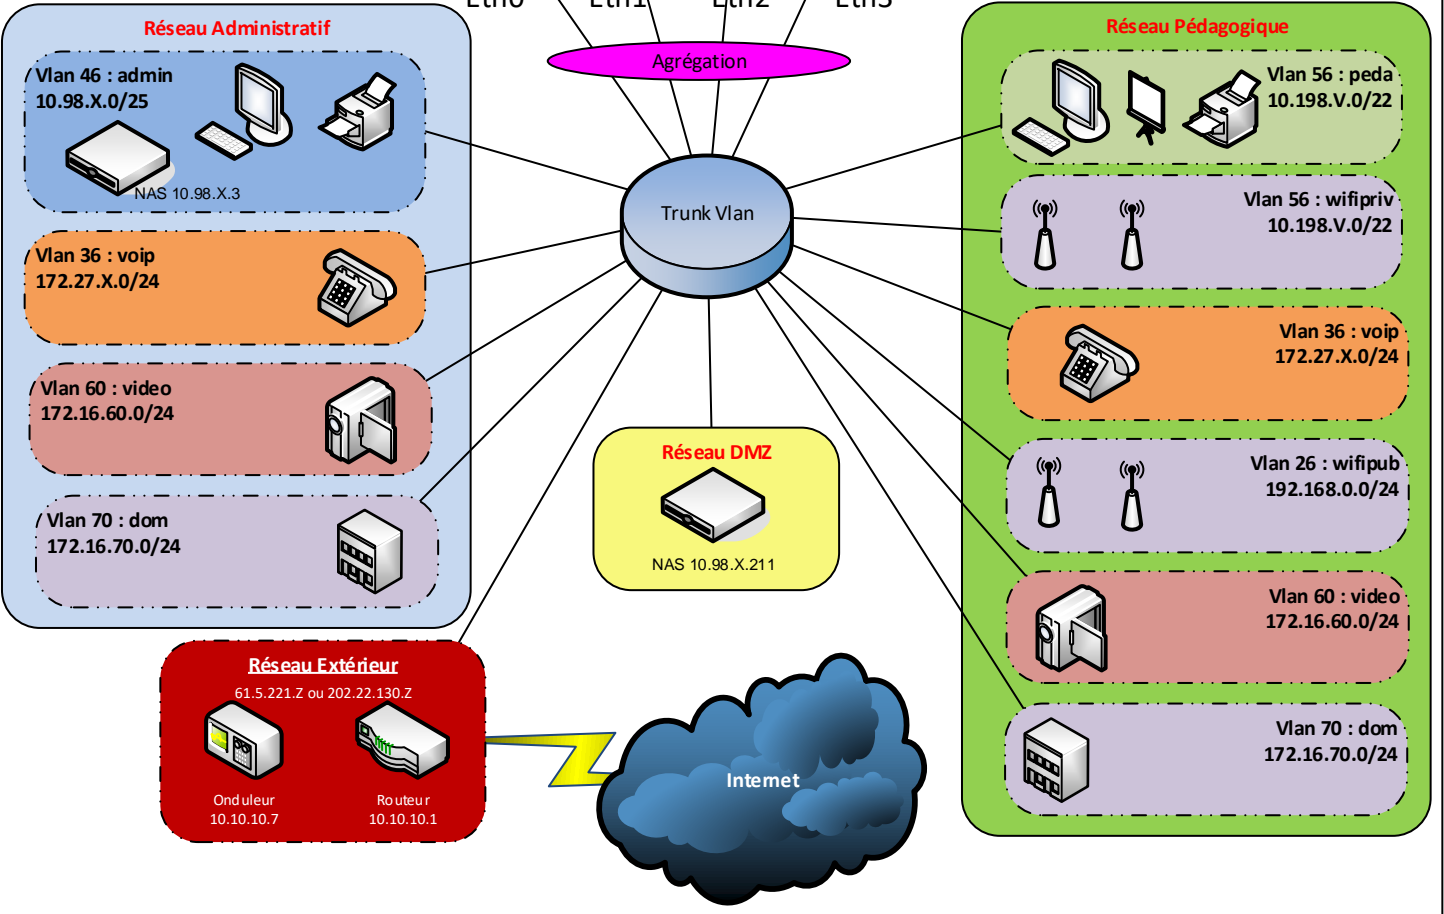 Eth0 Eth1 Eth2 Eth3
Agrégation
Réseau Administratif
Vlan 46 : admin
10.98.X.0/25
NAS 10.98.X.3
Vlan 36 : voip
172.27.X.0/24
Vlan 60 : video
172.16.60.0/24
Vlan 70 : dom
172.16.70.0/24
Trunk Vlan
Réseau DMZ
NAS 10.98.X.211
Réseau Extérieur
61.5.221.Z ou 202.22.130.Z
Onduleur
10.10.10.7
Routeur
10.10.10.1
Internet
Réseau Pédagogique
Vlan 56 : peda
10.198.V.0/22
Vlan 56 : wifipriv
10.198.V.0/22
Vlan 36 : voip
172.27.X.0/24
Vlan 26 : wifipub
192.168.0.0/24
Vlan 60 : video
172.16.60.0/24
Vlan 70 : dom
172.16.70.0/24